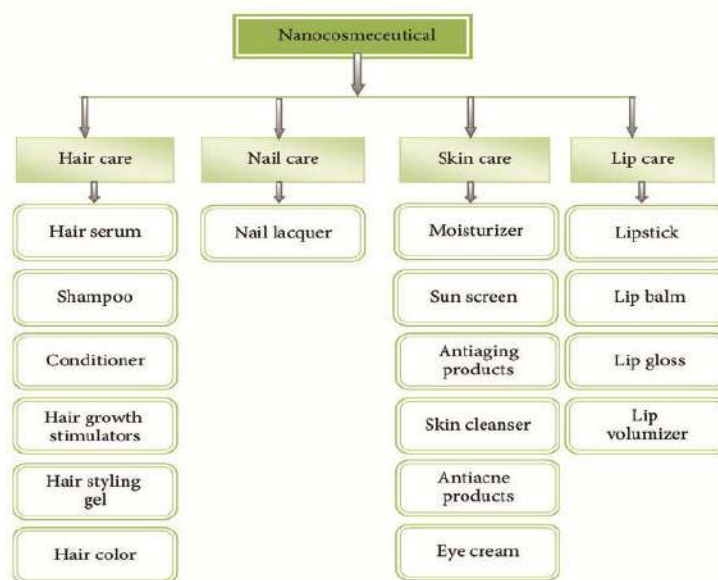 Nanocosmeceutical
Hair care
Nail care
Skin care
Lip care
Hair serum
Shampoo
Conditioner
Hair growth
stimulators
Hair styling
gel
Hair color
Nail lacquer
Moisturizer
Sun screen
Antiaging
products
Skin cleanser
Antiacne
products
Eye cream
Lipstick
Lip balm
Lip gloss
Lip
volumizer